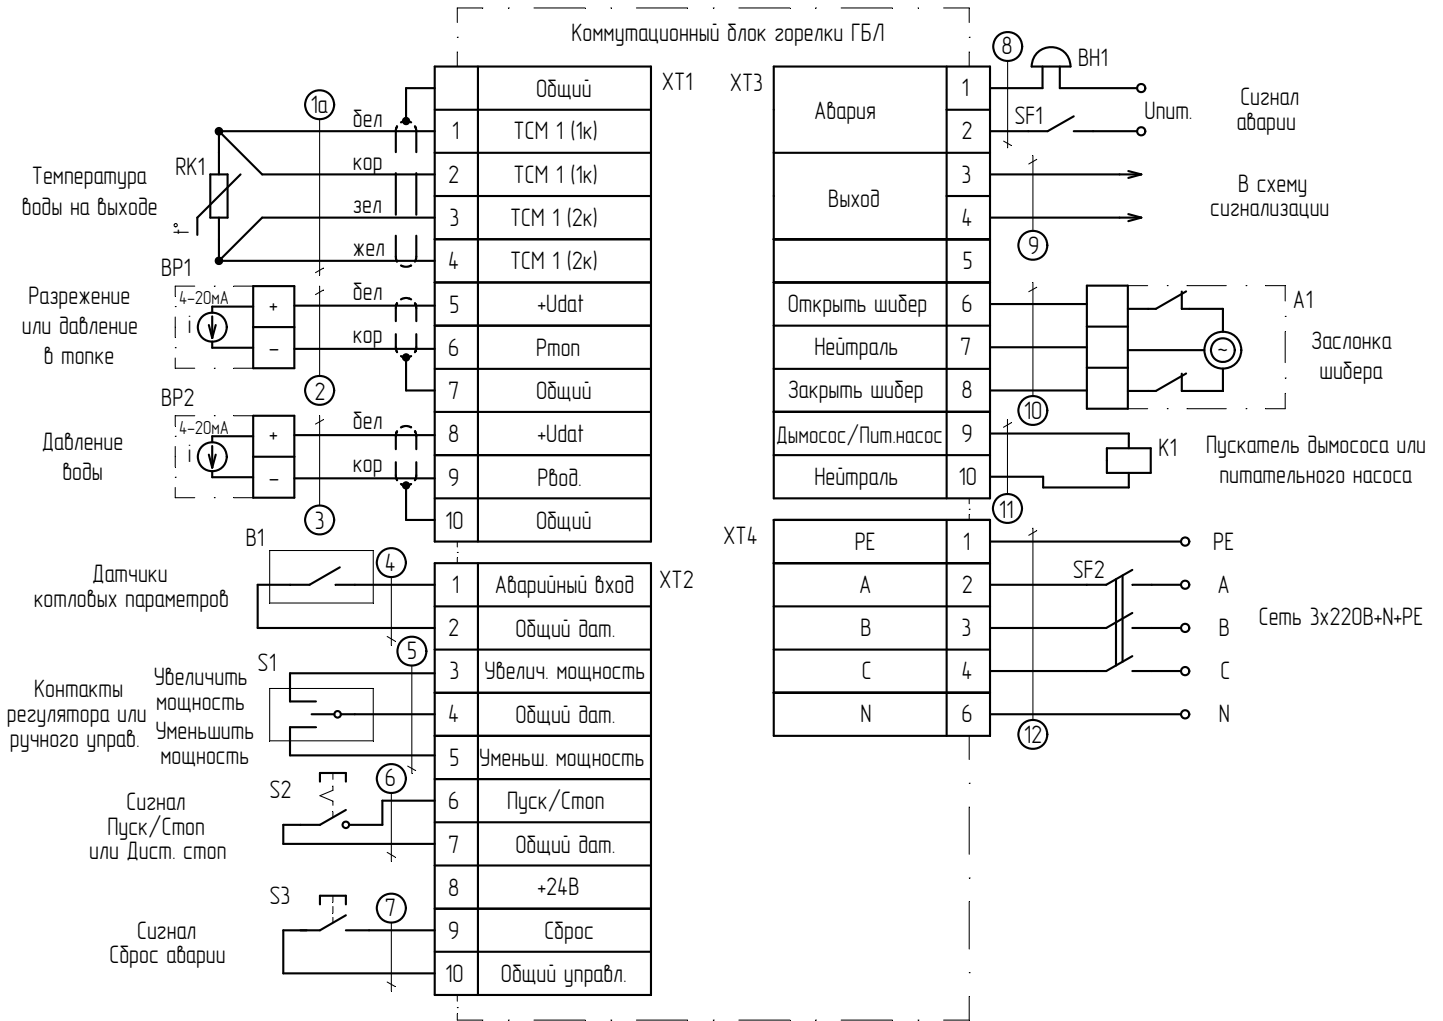 Коммутационный блок горелки ГБЛ
XT1
Общий
1 ТСМ 1 (1к)
2 ТСМ 1 (1к)
3 ТСМ 1 (2к)
4 ТСМ 1 (2к)
5 +Udat
6 Pтоп
7 Общий
8 +Udat
9 Pвод.
10 Общий
1а
бел
кор
зел
жел
RK1
t°
Температура
воды на выходе
BP1
4-20мА
i
+
−
бел
кор
2
Разрежение
или давление
в топке
BP2
4-20мА
i
+
−
бел
кор
3
Давление
воды
XT2
1 Аварийный вход
2 Общий дат.
3 Увелич. мощность
4 Общий дат.
5 Уменьш. мощность
6 Пуск/Стоп
7 Общий дат.
8 +24В
9 Сброс
10 Общий управл.
B1
4
Датчики
котловых параметров
S1
5
Увеличить
мощность
Уменьшить
мощность
Контакты
регулятора или
ручного управ.
S2
6
Сигнал
Пуск/Стоп
или Дист. стоп
S3
7
Сигнал
Сброс аварии
XT3
Авария
1
2
Выход
3
4
5
Открыть шибер 6
Нейтраль 7
Закрыть шибер 8
Дымосос/Пит.насос 9
Нейтраль 10
8
BH1
SF1
Uпит.
Сигнал
аварии
9
В схему
сигнализации
10
A1
~
Заслонка
шибера
11
K1
Пускатель дымососа или
питательного насоса
XT4
PE 1
A 2
B 3
C 4
N 6
SF2
12
PE
A
B
C
N
Сеть 3х220В+N+PE